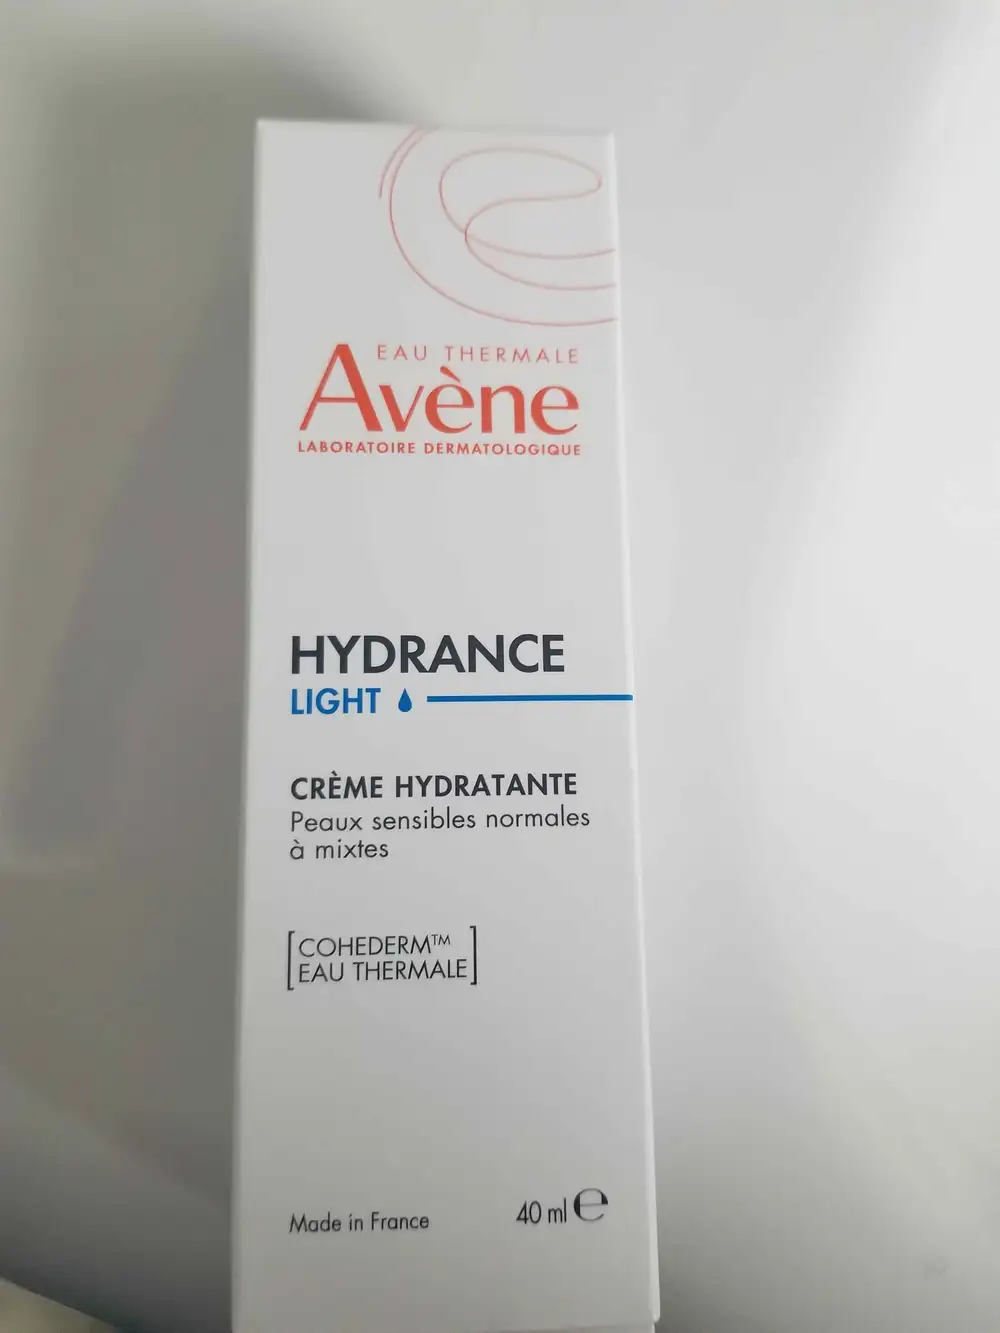 EAU THERMALE
Avène
LABORATOIRE DERMATOLOGIQUE
HYDRANCE
LIGHT
CRÈME HYDRATANTE
Peaux sensibles normales
à mixtes
[COHEDERM™
EAU THERMALE]
Made in France 40 ml ℮